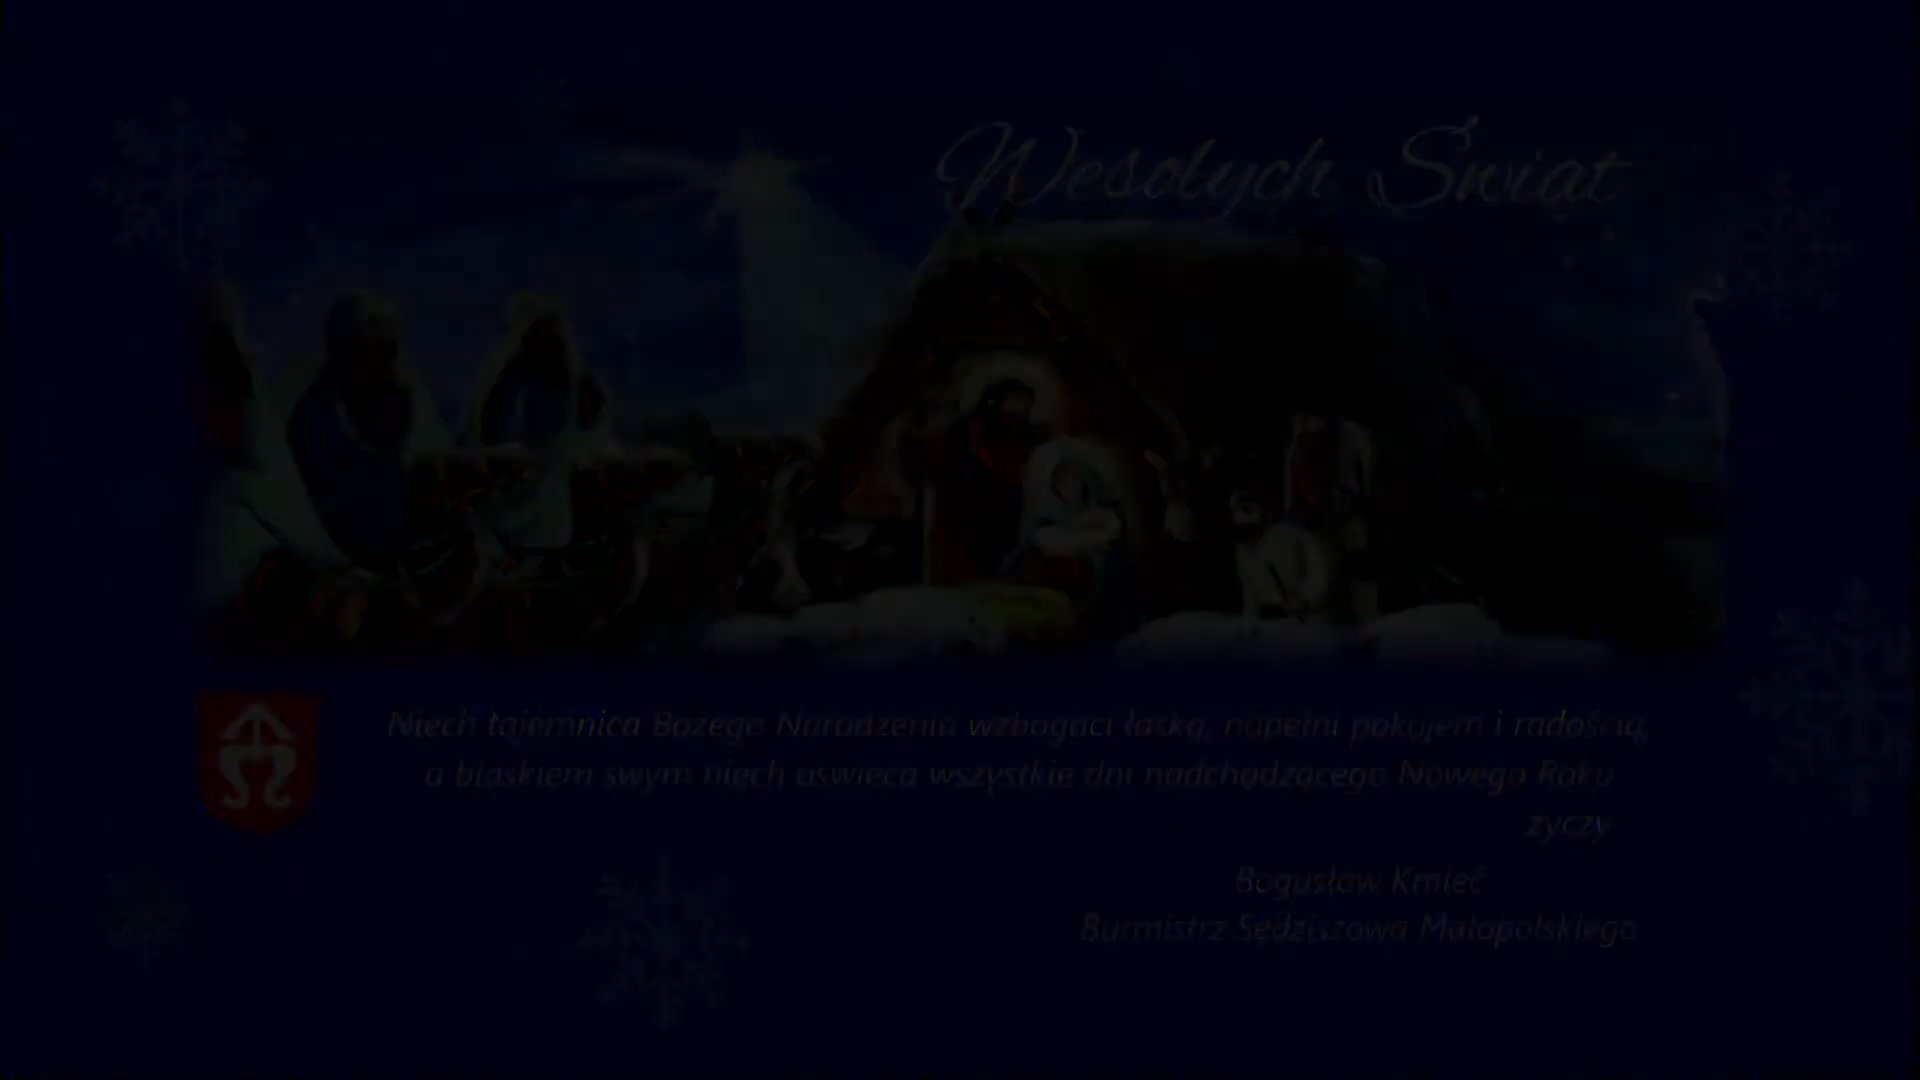 Wesołych Świąt
Niech tajemnica Bożego Narodzenia wzbogaci łaską, napełni pokojem i radością,
a blaskiem swym niech oświeca wszystkie dni nadchodzącego Nowego Roku
życzy
Bogusław Kmieć
Burmistrz Sędziszowa Małopolskiego